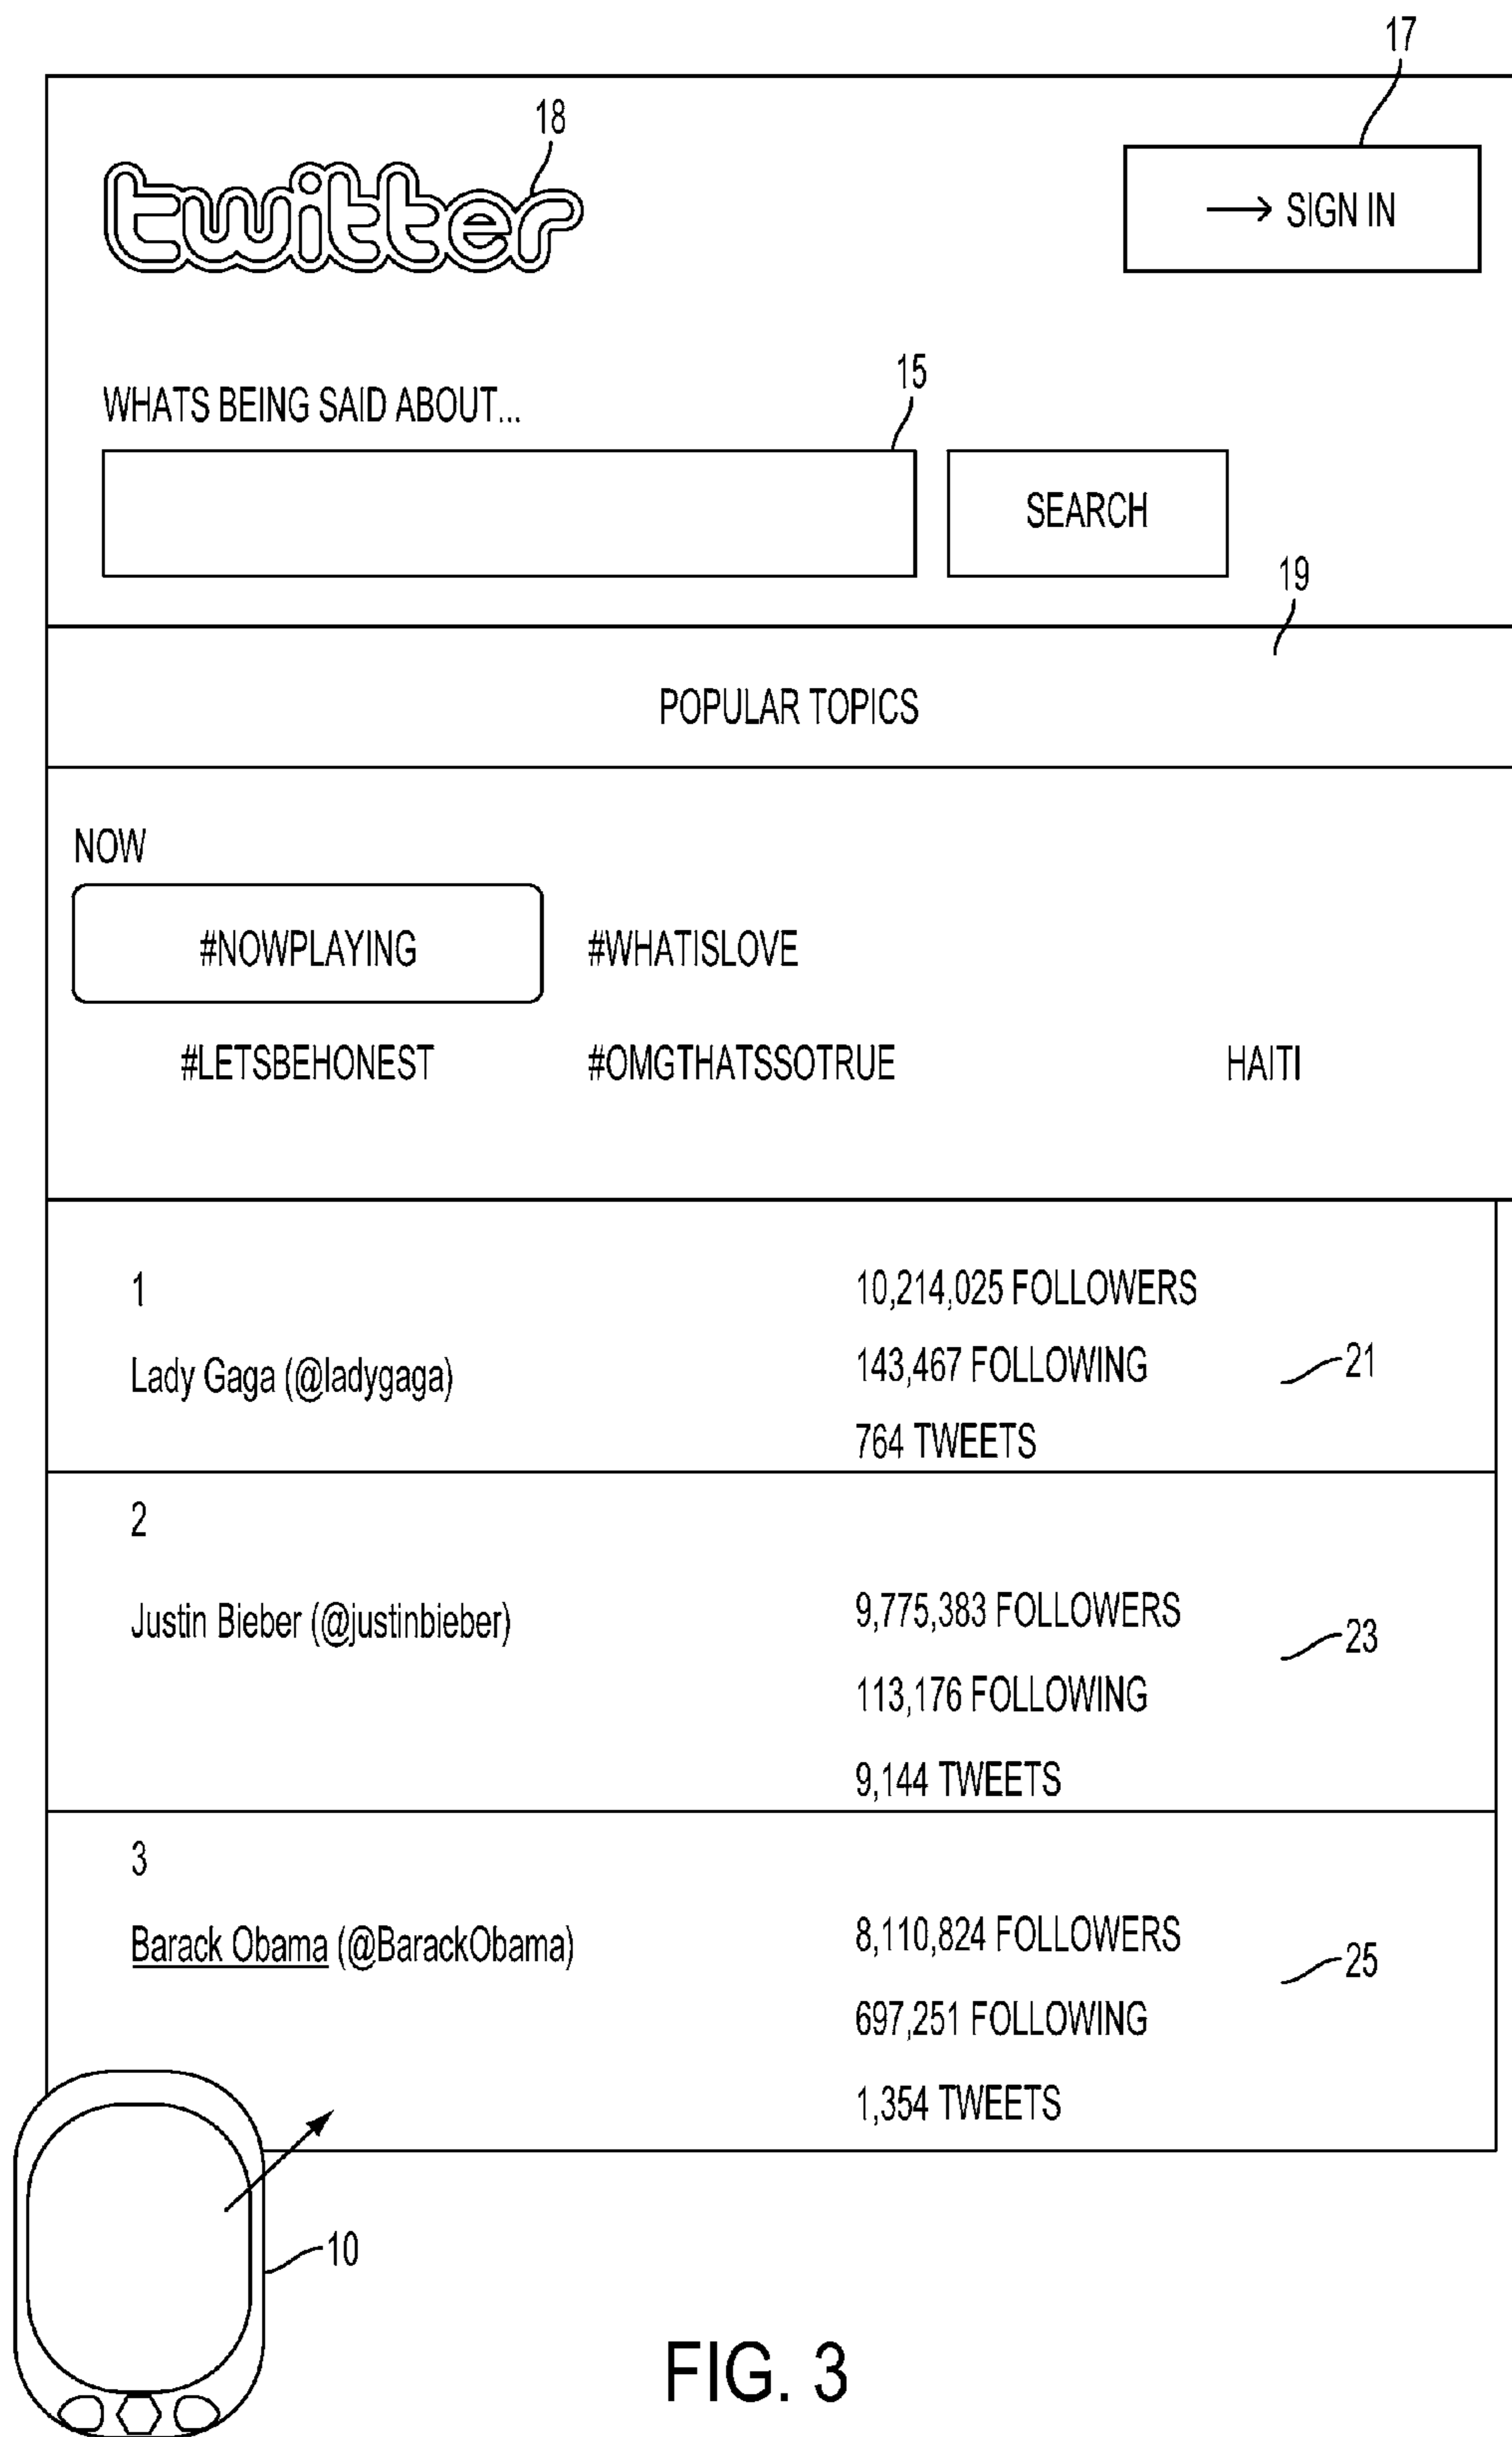 17
18
twitter
→ SIGN IN
15
WHATS BEING SAID ABOUT...
SEARCH
19
POPULAR TOPICS
NOW
#NOWPLAYING #WHATISLOVE
#LETSBEHONEST #OMGTHATSSOTRUE HAITI
1
10,214,025 FOLLOWERS
Lady Gaga (@ladygaga)
143,467 FOLLOWING
21
764 TWEETS
2
Justin Bieber (@justinbieber)
9,775,383 FOLLOWERS
23
113,176 FOLLOWING
9,144 TWEETS
3
Barack Obama (@BarackObama)
8,110,824 FOLLOWERS
25
697,251 FOLLOWING
1,354 TWEETS
10
FIG. 3